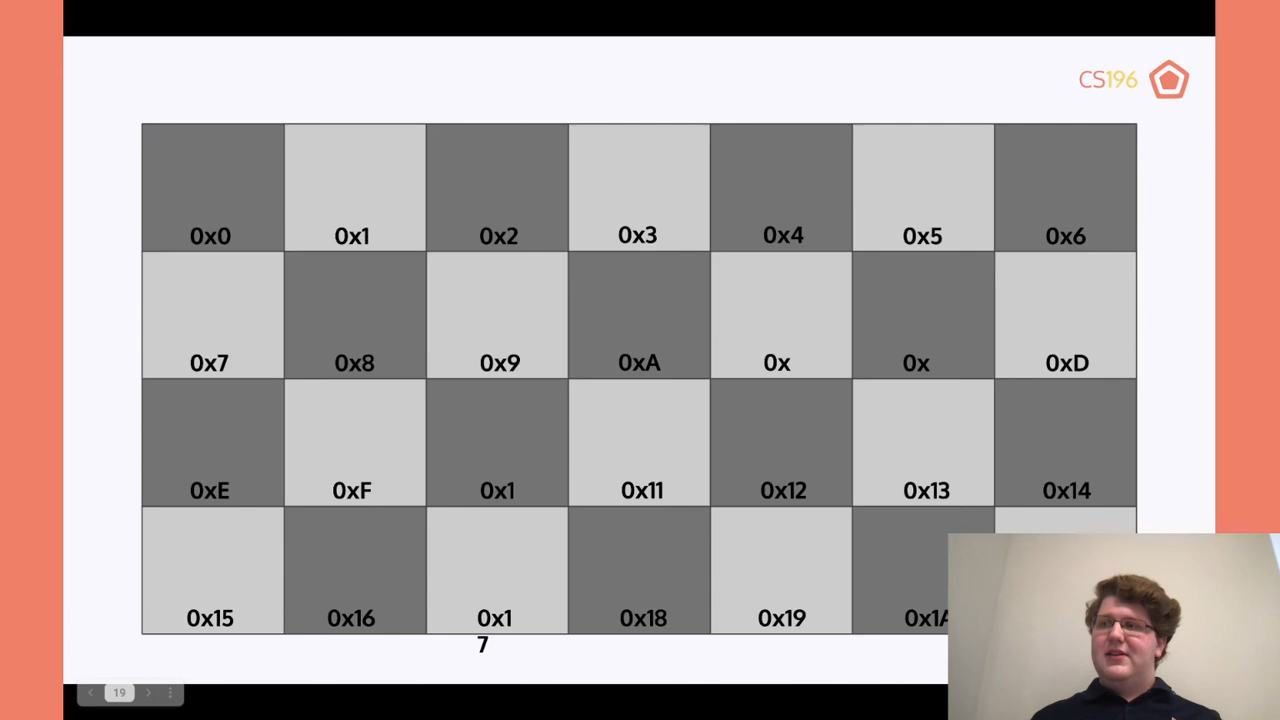 CS196
0x0 0x1 0x2 0x3 0x4 0x5 0x6
0x7 0x8 0x9 0xA 0x 0x 0xD
0xE 0xF 0x1 0x11 0x12 0x13 0x14
0x15 0x16 0x1 0x18 0x19 0x1A
7
19